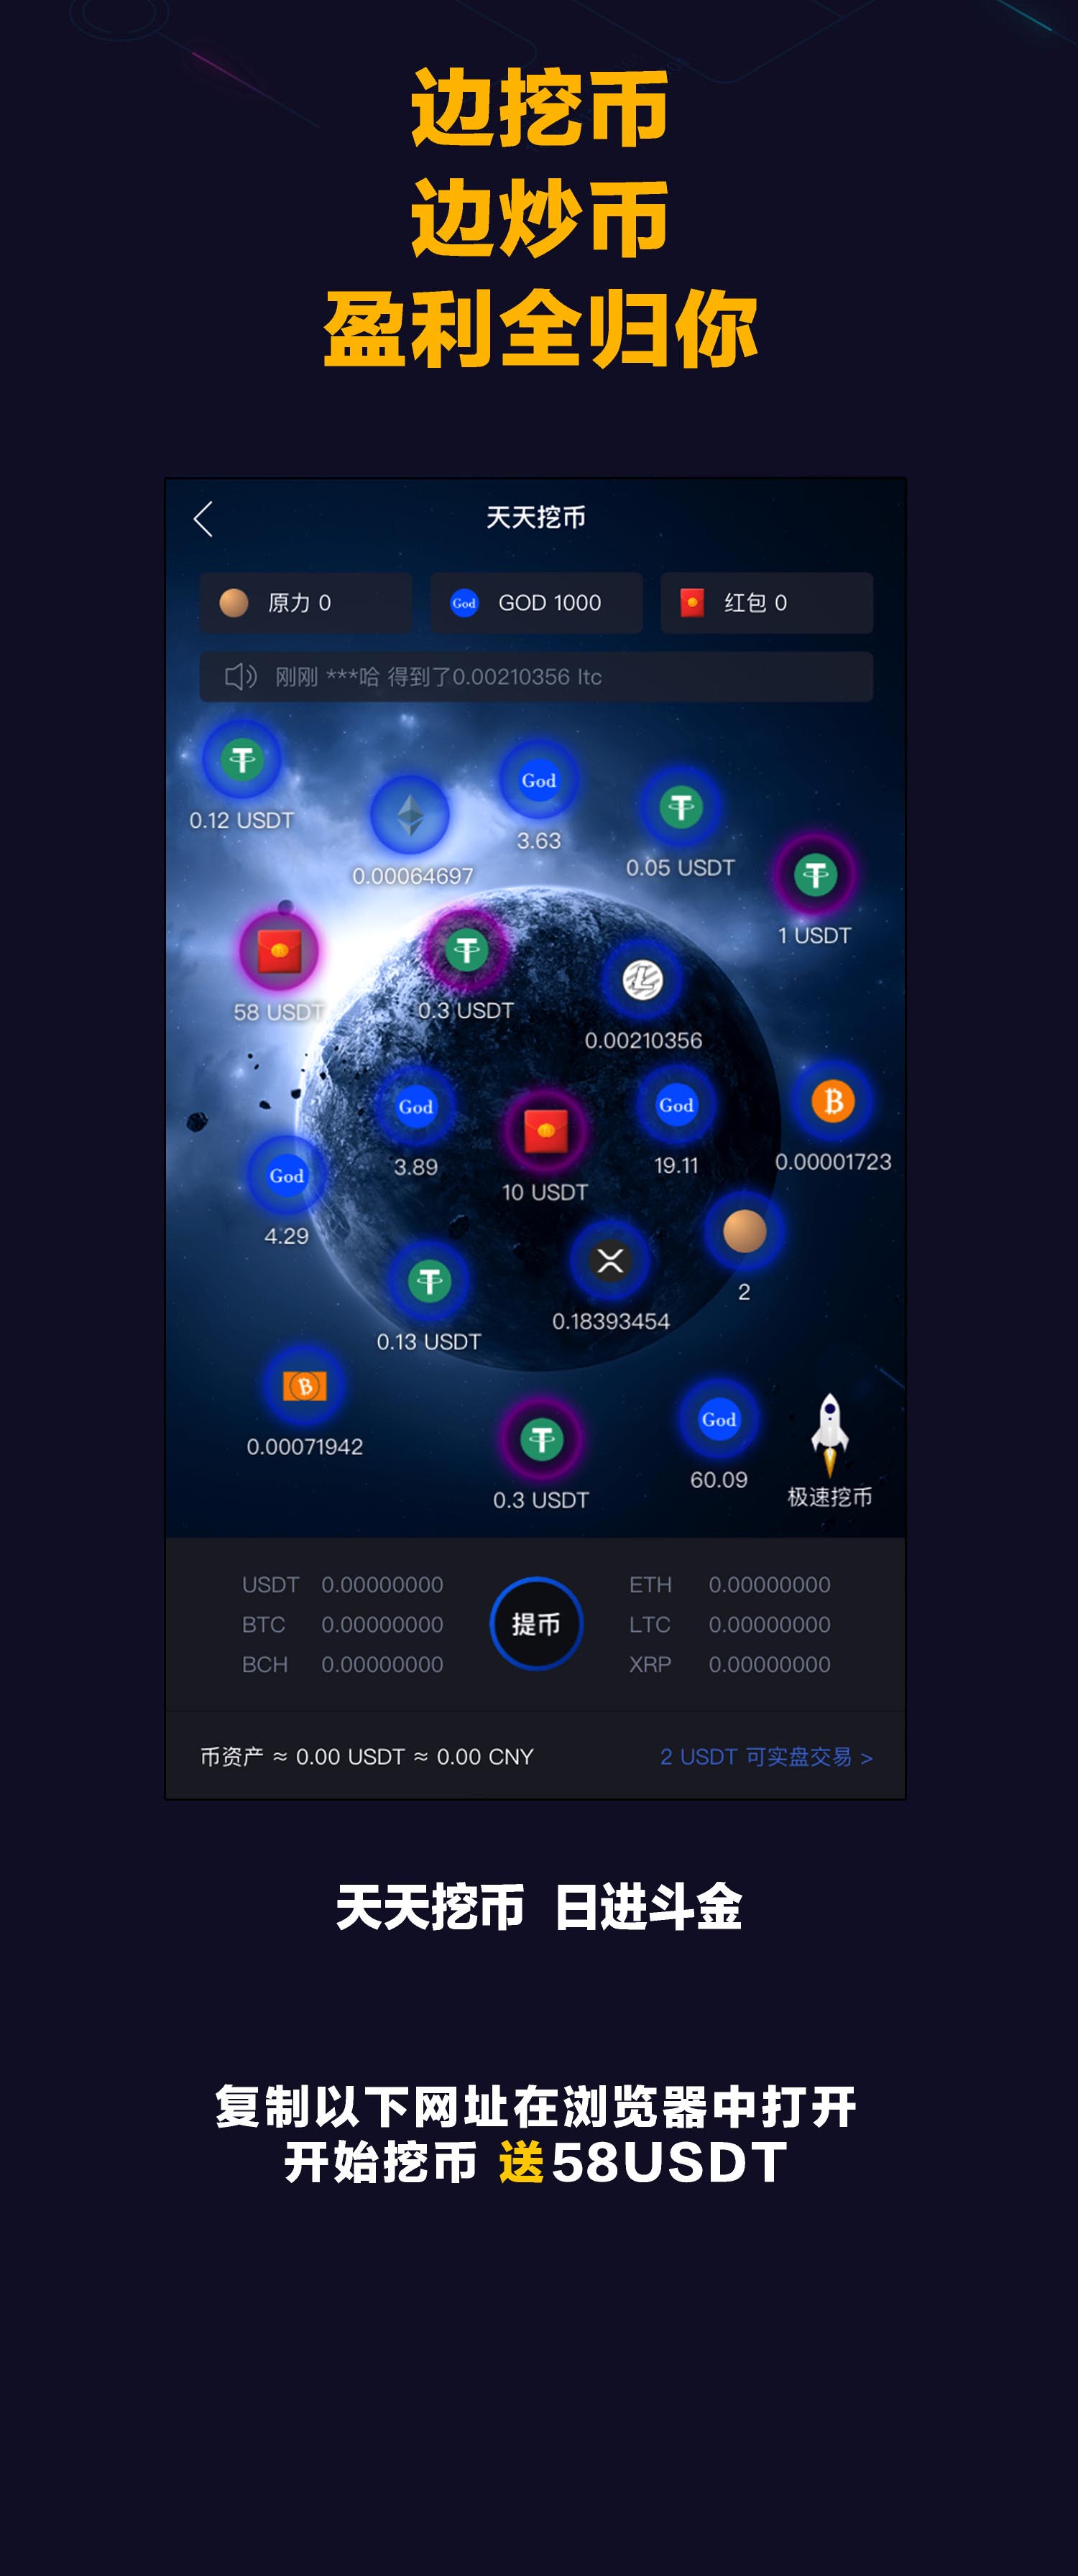 边挖币
边炒币
盈利全归你
天天挖币
原力 0
God
GOD 1000
红包 0
刚刚 ***哈 得到了0.00210356 ltc
0.12 USDT
0.00064697
God
3.63
0.05 USDT
1 USDT
58 USDT
0.3 USDT
0.00210356
God
3.89
10 USDT
God
19.11
0.00001723
God
4.29
0.13 USDT
0.18393454
2
0.00071942
0.3 USDT
God
60.09
极速挖币
USDT 0.00000000
ETH 0.00000000
BTC 0.00000000
提币
LTC 0.00000000
BCH 0.00000000
XRP 0.00000000
币资产 ≈ 0.00 USDT ≈ 0.00 CNY
2 USDT 可实盘交易 >
天天挖币 日进斗金
复制以下网址在浏览器中打开
开始挖币 送58USDT